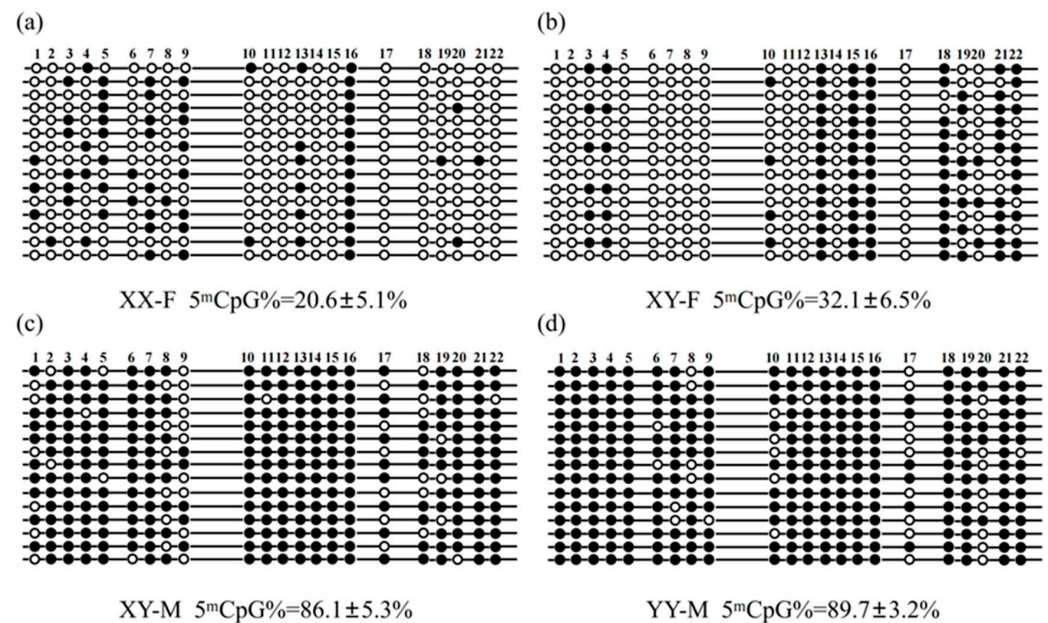 (a)
(b)
1 2 3 4 5 6 7 8 9 10 11 12 13 14 15 16 17 18 19 20 21 22
1 2 3 4 5 6 7 8 9 10 11 12 13 14 15 16 17 18 19 20 21 22
XX-F 5ᵐCpG%=20.6±5.1%
XY-F 5ᵐCpG%=32.1±6.5%
(c)
(d)
1 2 3 4 5 6 7 8 9 10 11 12 13 14 15 16 17 18 19 20 21 22
1 2 3 4 5 6 7 8 9 10 11 12 13 14 15 16 17 18 19 20 21 22
XY-M 5ᵐCpG%=86.1±5.3%
YY-M 5ᵐCpG%=89.7±3.2%